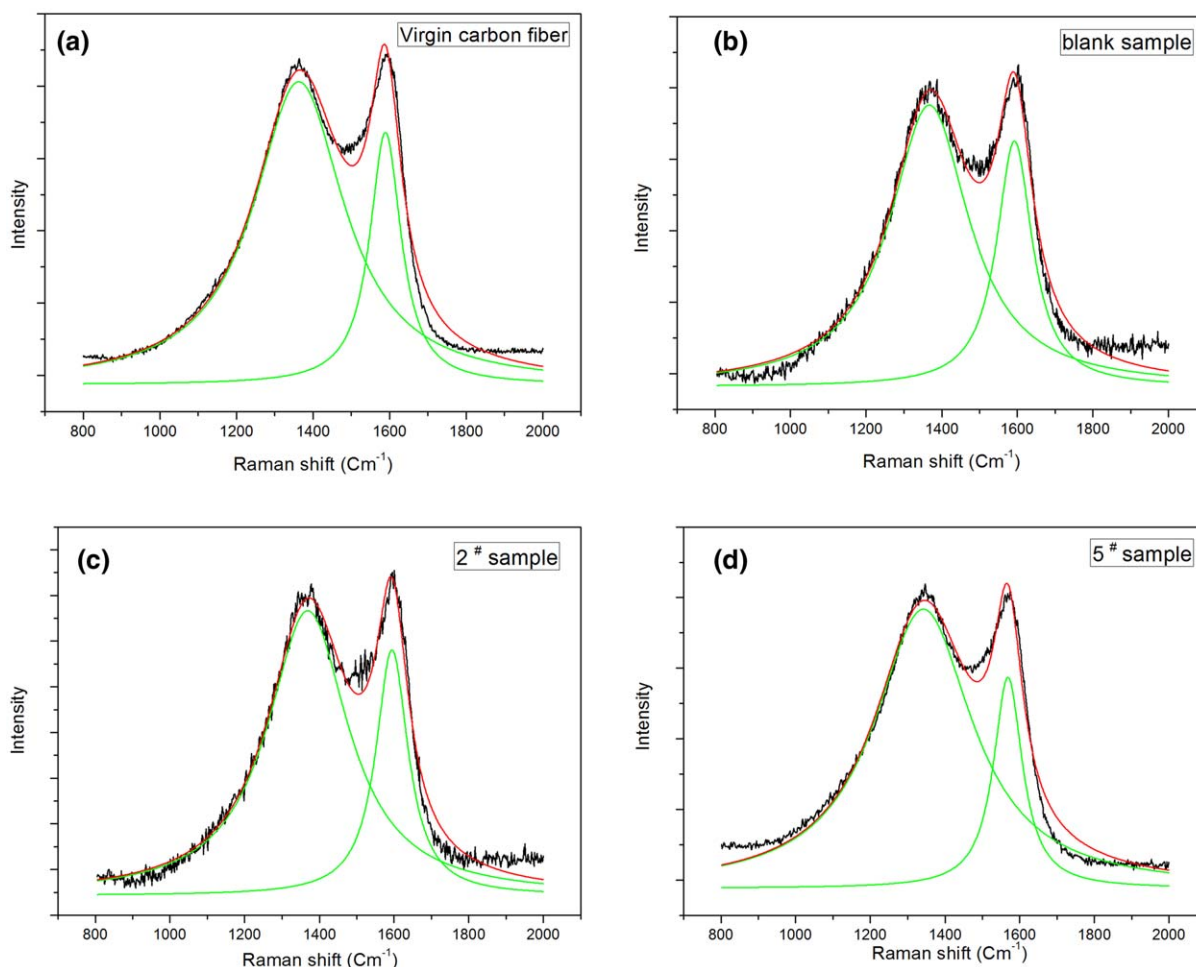 (a)
Virgin carbon fiber
Intensity
800 1000 1200 1400 1600 1800 2000
Raman shift (Cm-1)
(b)
blank sample
Intensity
800 1000 1200 1400 1600 1800 2000
Raman shift (Cm-1)
(c)
2 # sample
Intensity
800 1000 1200 1400 1600 1800 2000
Raman shift (Cm-1)
(d)
5 # sample
Intensity
800 1000 1200 1400 1600 1800 2000
Raman shift (Cm-1)